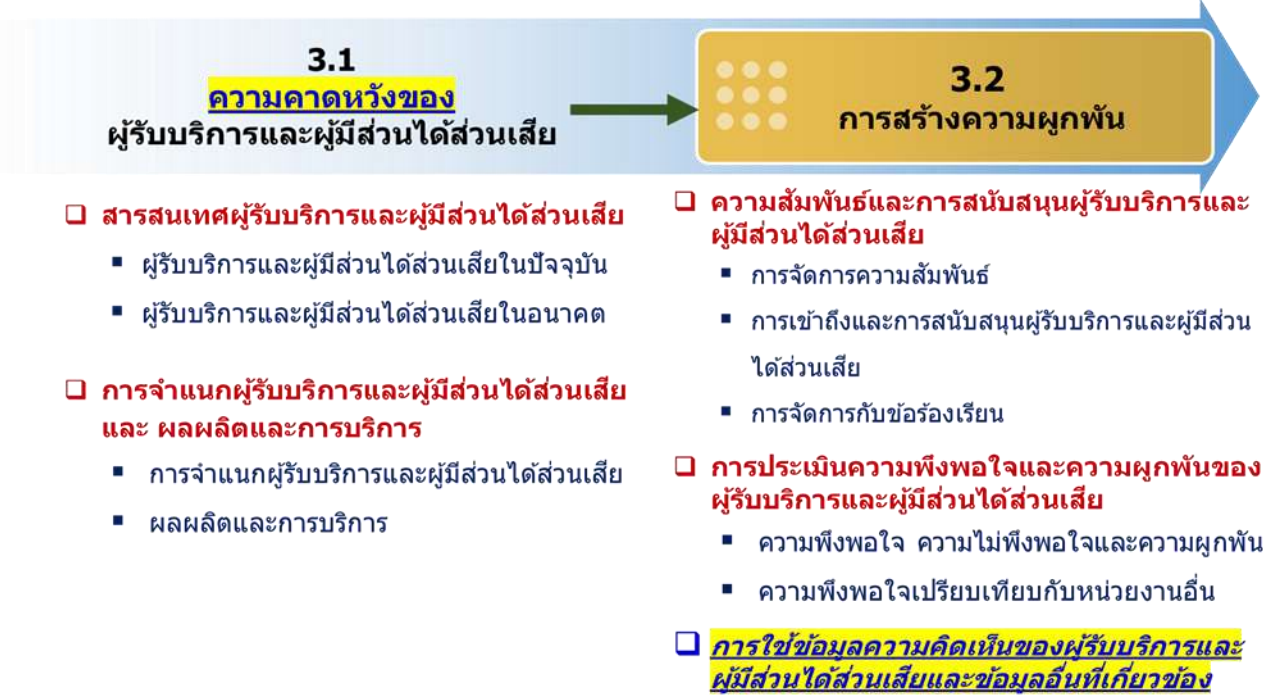 3.1
ความคาดหวังของ
ผู้รับบริการและผู้มีส่วนได้ส่วนเสีย
3.2
การสร้างความผูกพัน
❑ สารสนเทศผู้รับบริการและผู้มีส่วนได้ส่วนเสีย
▪ ผู้รับบริการและผู้มีส่วนได้ส่วนเสียในปัจจุบัน
▪ ผู้รับบริการและผู้มีส่วนได้ส่วนเสียในอนาคต
❑ การจำแนกผู้รับบริการและผู้มีส่วนได้ส่วนเสีย
และ ผลผลิตและการบริการ
▪ การจำแนกผู้รับบริการและผู้มีส่วนได้ส่วนเสีย
▪ ผลผลิตและการบริการ
❑ ความสัมพันธ์และการสนับสนุนผู้รับบริการและ
ผู้มีส่วนได้ส่วนเสีย
▪ การจัดการความสัมพันธ์
▪ การเข้าถึงและการสนับสนุนผู้รับบริการและผู้มีส่วน
ได้ส่วนเสีย
▪ การจัดการกับข้อร้องเรียน
❑ การประเมินความพึงพอใจและความผูกพันของ
ผู้รับบริการและผู้มีส่วนได้ส่วนเสีย
▪ ความพึงพอใจ ความไม่พึงพอใจและความผูกพัน
▪ ความพึงพอใจเปรียบเทียบกับหน่วยงานอื่น
❑ การใช้ข้อมูลความคิดเห็นของผู้รับบริการและ
ผู้มีส่วนได้ส่วนเสียและข้อมูลอื่นที่เกี่ยวข้อง